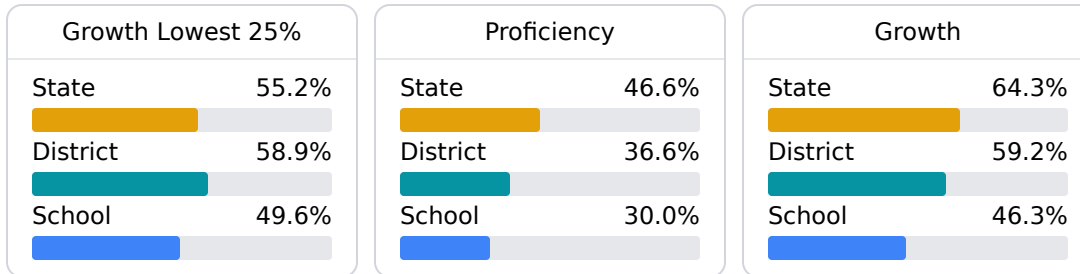 Growth Lowest 25%
State 55.2%
District 58.9%
School 49.6%
Proficiency
State 46.6%
District 36.6%
School 30.0%
Growth
State 64.3%
District 59.2%
School 46.3%